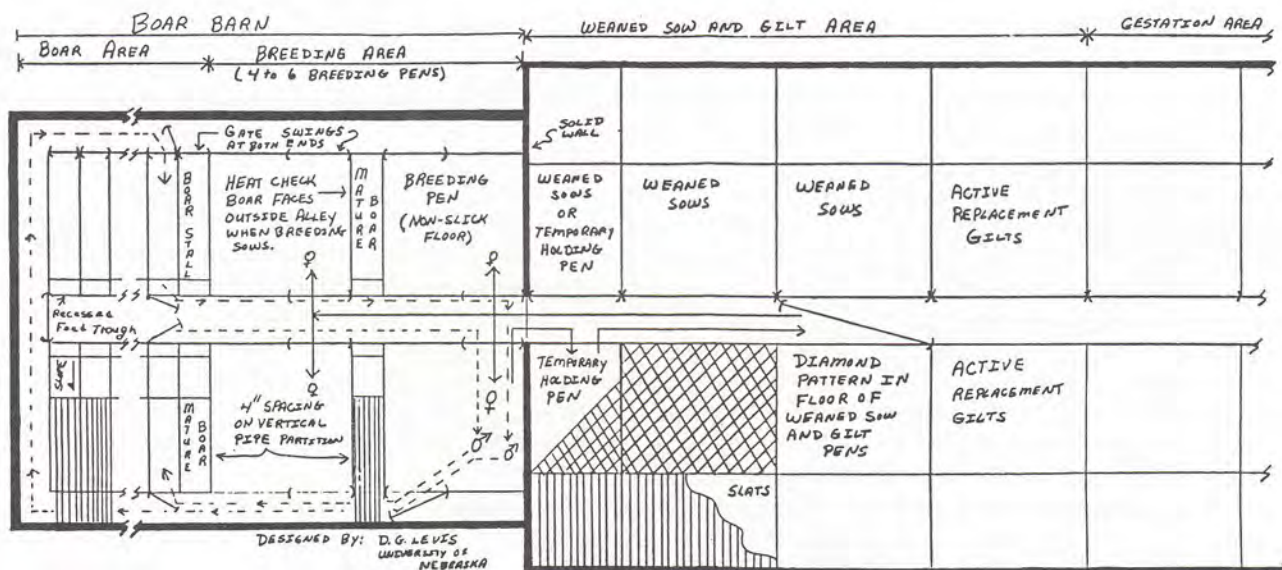 BOAR BARN
WEANED SOW AND GILT AREA
GESTATION AREA
BOAR AREA
BREEDING AREA
(4 to 6 BREEDING PENS)
GATE SWINGS
AT BOTH ENDS
SOLID
WALL
BOAR STALL
HEAT CHECK
BOAR FACES
OUTSIDE ALLEY
WHEN BREEDING
SOWS.
MATURE
BOAR
BREEDING
PEN
(NON-SLICK
FLOOR)
WEANED
SOWS
OR
TEMPORARY
HOLDING
PEN
WEANED
SOWS
WEANED
SOWS
ACTIVE
REPLACEMENT
GILTS
♀
♀
Recessed
Foot Trough
SLOPE
MATURE
BOAR
♀
4" SPACING
ON VERTICAL
PIPE PARTITION
♀
♂
♂
TEMPORARY
HOLDING
PEN
DIAMOND
PATTERN IN
FLOOR OF
WEANED SOW
AND GILT
PENS
ACTIVE
REPLACEMENT
GILTS
SLATS
DESIGNED BY: D.G. LEVIS
UNIVERSITY OF
NEBRASKA